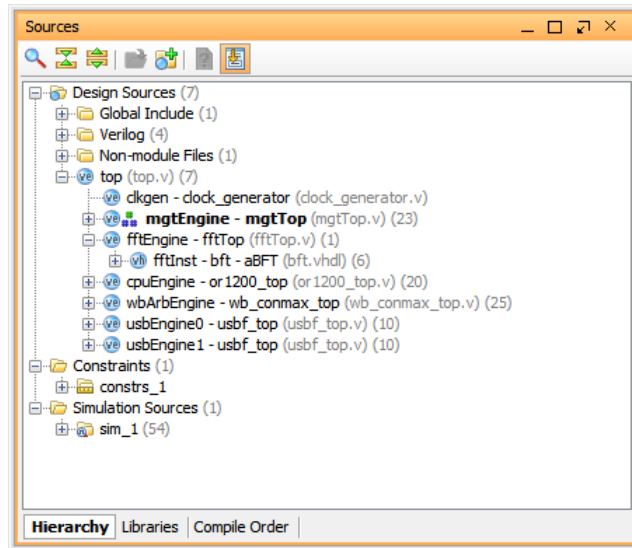 Sources
Design Sources (7)
Global Include (1)
Verilog (4)
Non-module Files (1)
top (top.v) (7)
clkgen - clock_generator (clock_generator.v)
mgtEngine - mgtTop (mgtTop.v) (23)
fftEngine - fftTop (fftTop.v) (1)
fftInst - bft - aBFT (bft.vhdl) (6)
cpuEngine - or1200_top (or1200_top.v) (20)
wbArbEngine - wb_conmax_top (wb_conmax_top.v) (25)
usbEngine0 - usbf_top (usbf_top.v) (10)
usbEngine1 - usbf_top (usbf_top.v) (10)
Constraints (1)
constrs_1
Simulation Sources (1)
sim_1 (54)
Hierarchy Libraries Compile Order